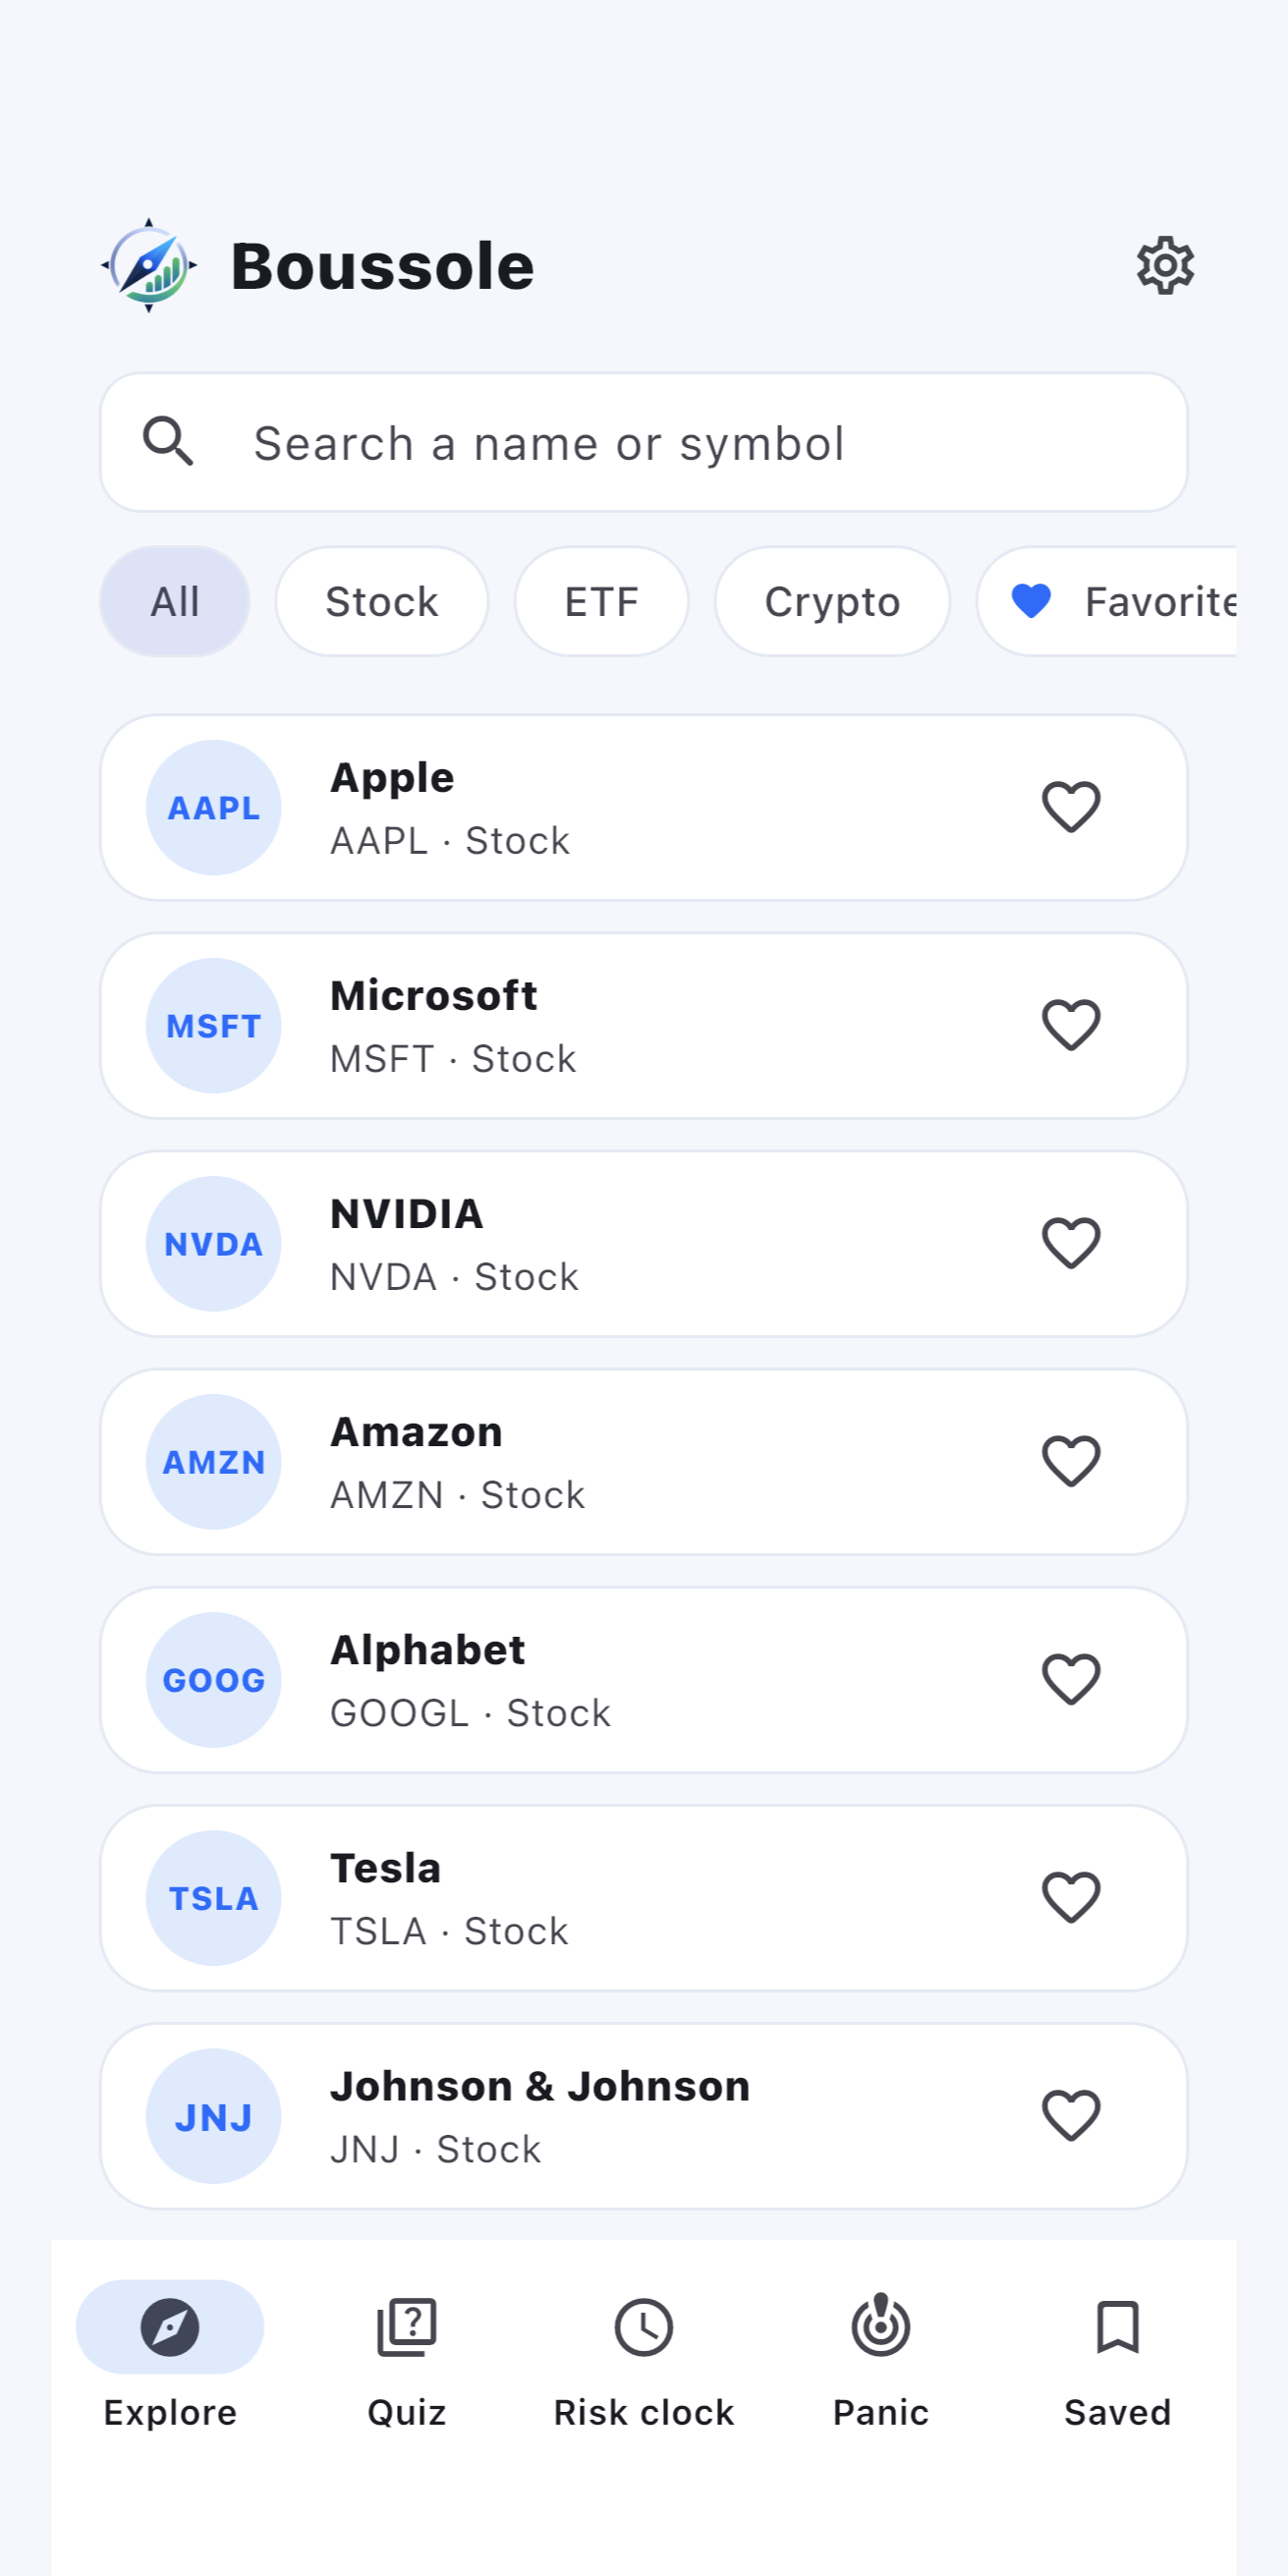 Boussole
Search a name or symbol
All Stock ETF Crypto Favorite
AAPL
Apple
AAPL · Stock
MSFT
Microsoft
MSFT · Stock
NVDA
NVIDIA
NVDA · Stock
AMZN
Amazon
AMZN · Stock
GOOG
Alphabet
GOOGL · Stock
TSLA
Tesla
TSLA · Stock
JNJ
Johnson & Johnson
JNJ · Stock
?
Explore Quiz Risk clock Panic Saved